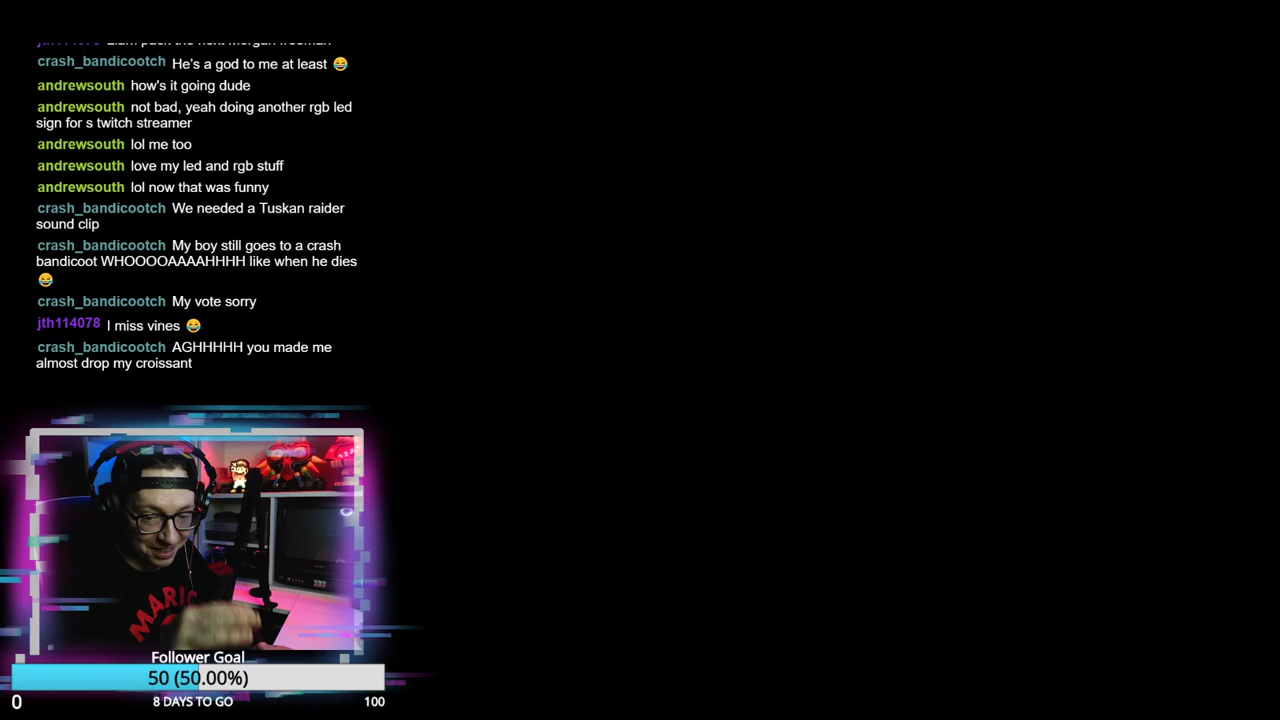 crash_bandicootch He's a god to me at least 😂
andrewsouth how's it going dude
andrewsouth not bad, yeah doing another rgb led
sign for s twitch streamer
andrewsouth lol me too
andrewsouth love my led and rgb stuff
andrewsouth lol now that was funny
crash_bandicootch We needed a Tuskan raider
sound clip
crash_bandicootch My boy still goes to a crash
bandicoot WHOOOOAAAAHHHH like when he dies
😂
crash_bandicootch My vote sorry
jth114078 I miss vines 😂
crash_bandicootch AGHHHHH you made me
almost drop my croissant
MARIO
Follower Goal
50 (50.00%)
0 8 DAYS TO GO 100